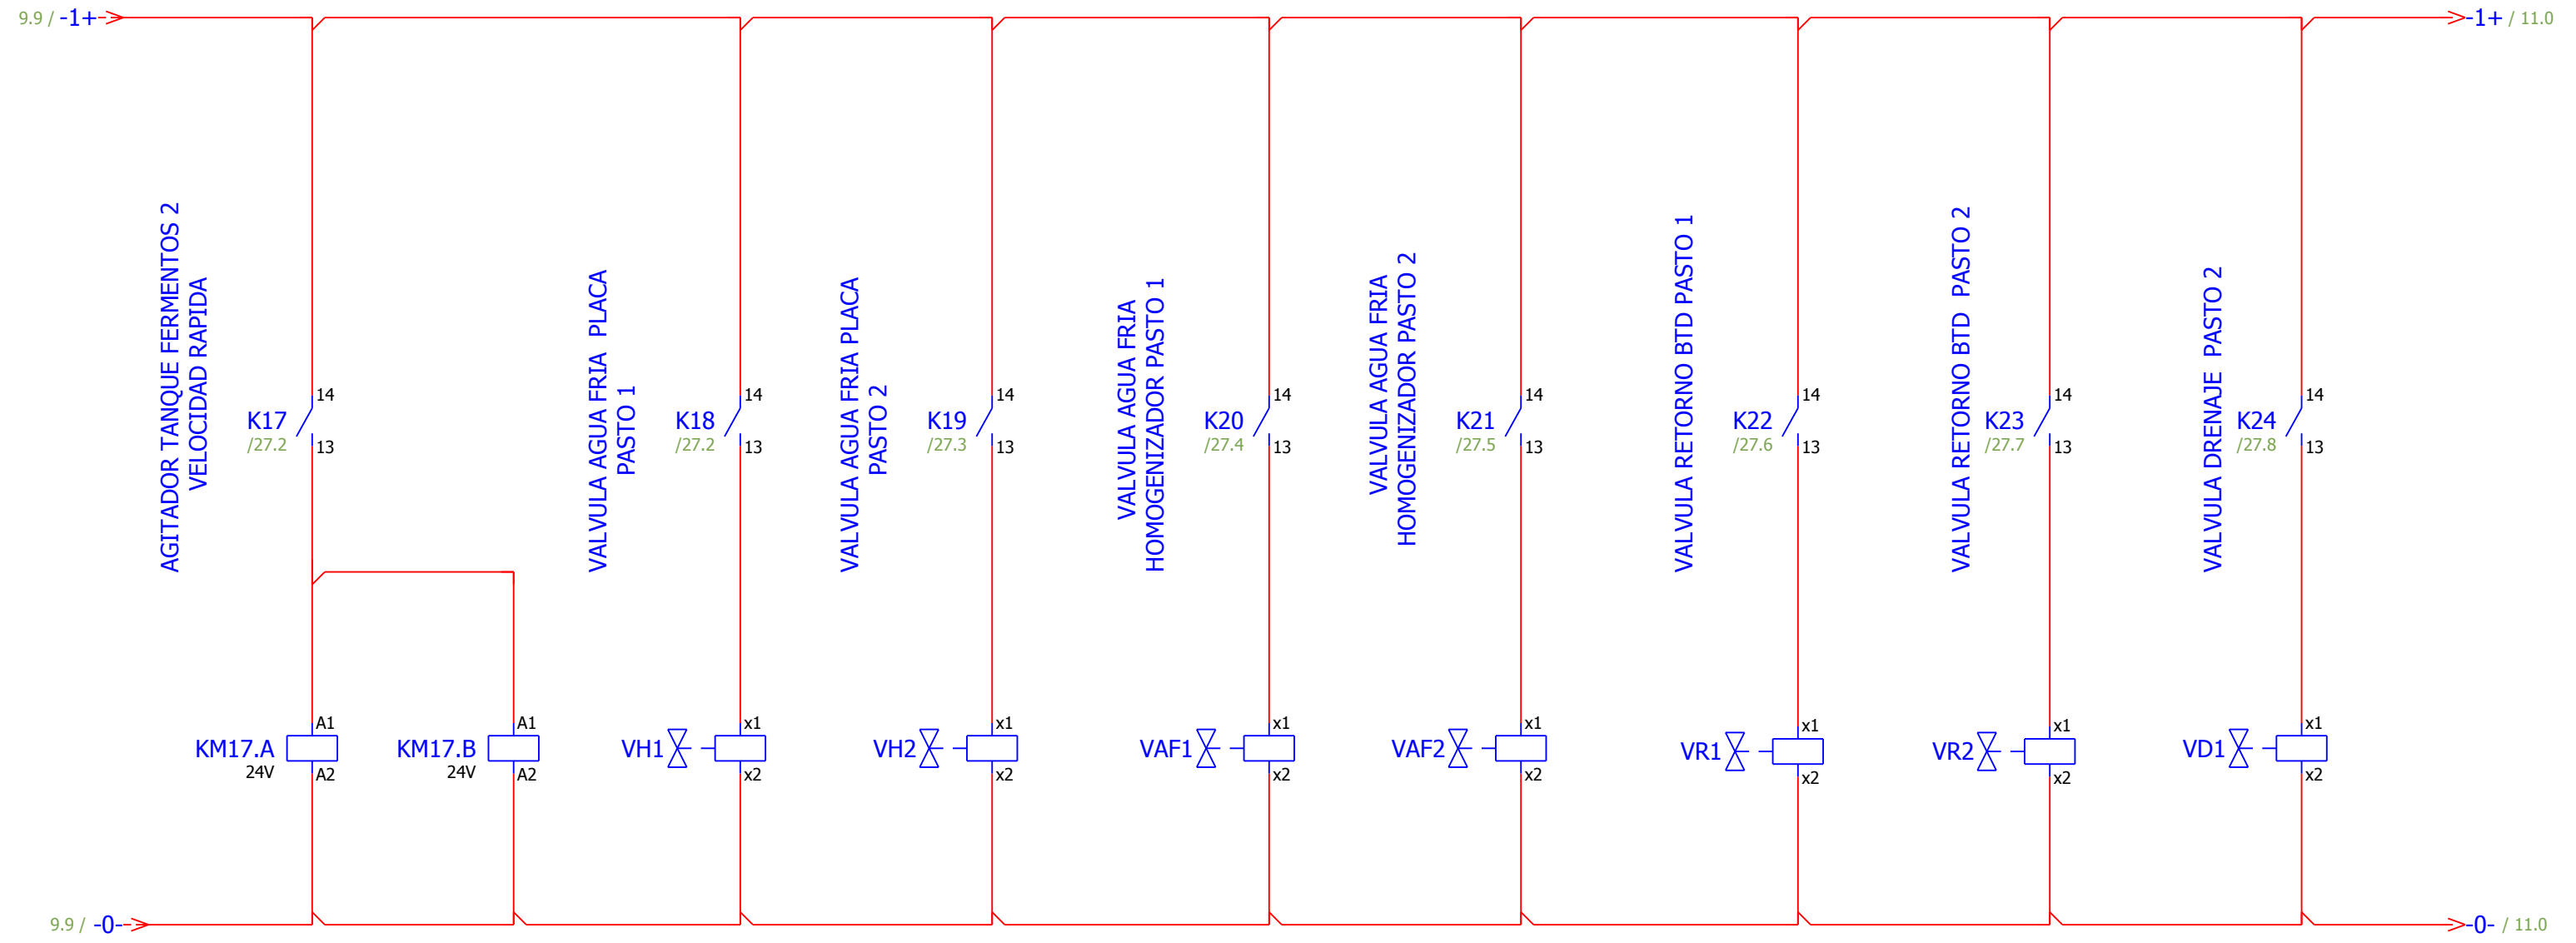 9.9 / -1+
-1+ / 11.0
AGITADOR TANQUE FERMENTOS 2
VELOCIDAD RAPIDA
VALVULA AGUA FRIA PLACA
PASTO 1
VALVULA AGUA FRIA PLACA
PASTO 2
VALVULA AGUA FRIA
HOMOGENIZADOR PASTO 1
VALVULA AGUA FRIA
HOMOGENIZADOR PASTO 2
VALVULA RETORNO BTD PASTO 1
VALVULA RETORNO BTD PASTO 2
VALVULA DRENAJE PASTO 2
14
K17
/27.2
13
14
K18
/27.2
13
14
K19
/27.3
13
14
K20
/27.4
13
14
K21
/27.5
13
14
K22
/27.6
13
14
K23
/27.7
13
14
K24
/27.8
13
A1
KM17.A
24V
A2
A1
KM17.B
24V
A2
x1
VH1
x2
x1
VH2
x2
x1
VAF1
x2
x1
VAF2
x2
x1
VR1
x2
x1
VR2
x2
x1
VD1
x2
9.9 / -0-
-0- / 11.0